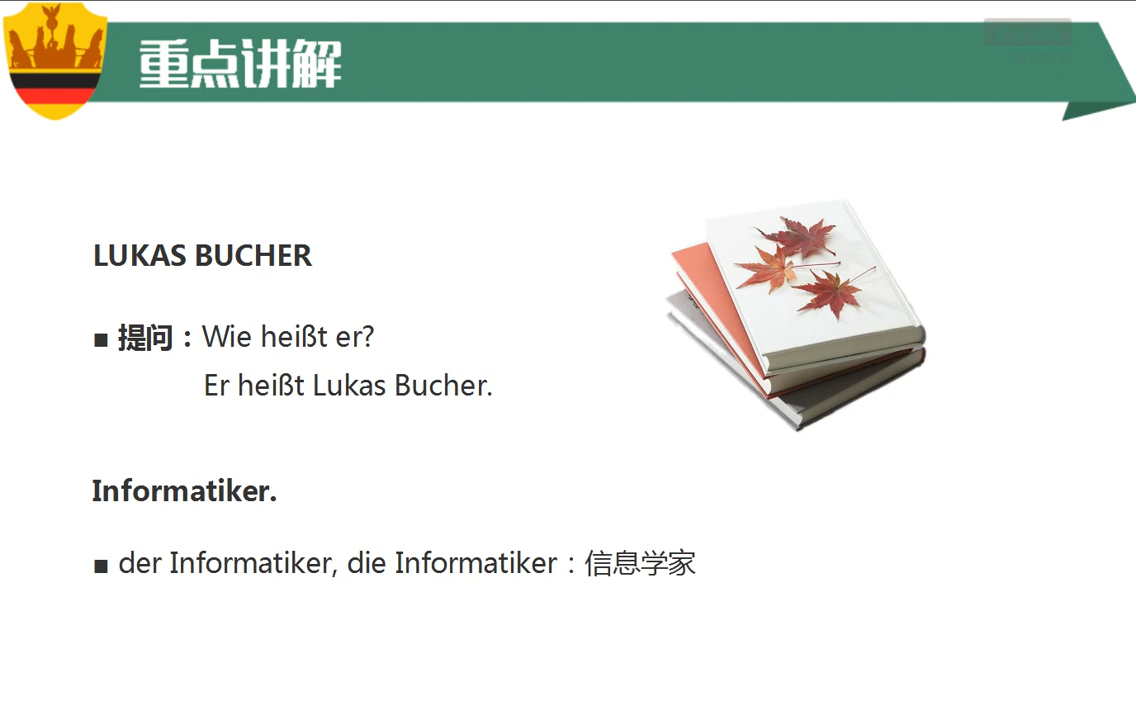 重点讲解
LUKAS BUCHER
■ 提问：Wie heißt er?
Er heißt Lukas Bucher.
Informatiker.
■ der Informatiker, die Informatiker：信息学家